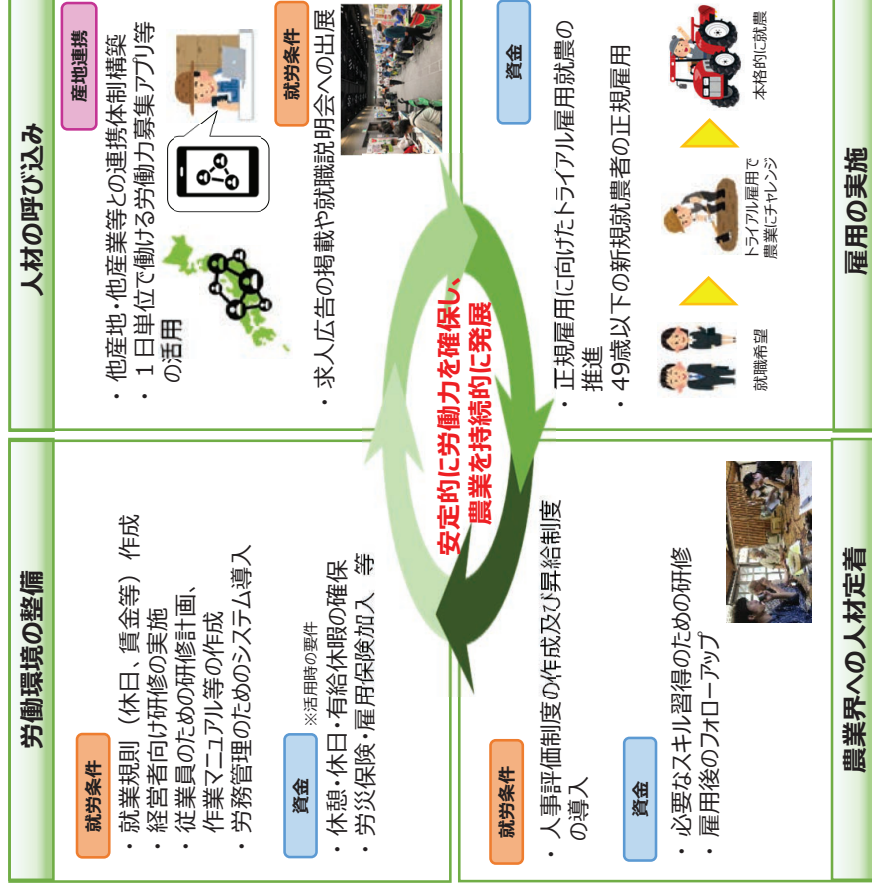 労働環境の整備
就労条件
・就業規則（休日、賃金等）作成
・経営者向け研修の実施
・従業員のための研修計画、
作業マニュアル等の作成
・労務管理のためのシステム導入
※活用時の要件
資金
・休憩・休日・有給休暇の確保
・労災保険・雇用保険加入　等
人材の呼び込み
産地連携
・他産地・他産業等との連携体制構築
・１日単位で働ける労働力募集アプリ等
の活用
就労条件
・求人広告の掲載や就職説明会への出展
安定的に労働力を確保し、
農業を持続的に発展
就労条件
・人事評価制度の作成及び昇給制度
の導入
資金
・必要なスキル習得のための研修
・雇用後のフォローアップ
農業界への人材定着
資金
・正規雇用に向けたトライアル雇用就農の
推進
・49歳以下の新規就農者の正規雇用
就職希望
トライアル雇用で
農業にチャレンジ
本格的に就農
雇用の実施